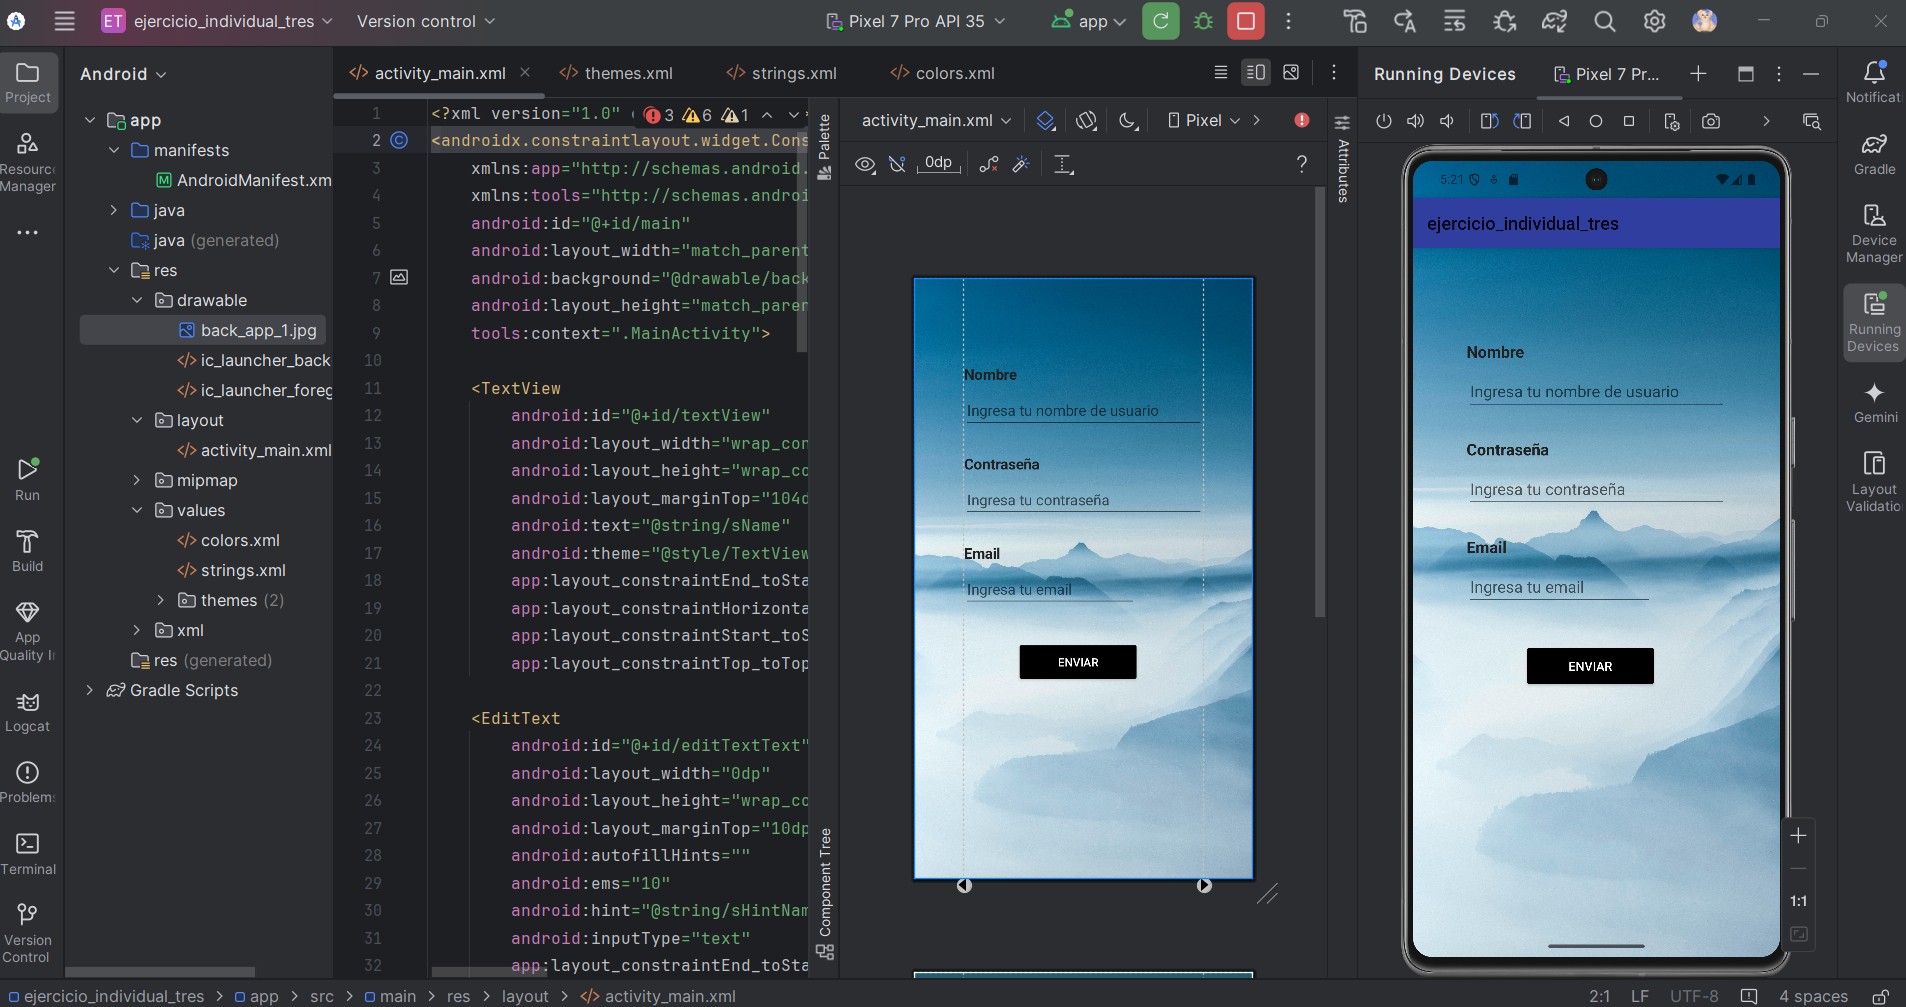 ET ejercicio_individual_tres
Version control
Pixel 7 Pro API 35
app
Project
Resourc
Manager
Run
Build
App
Quality I
Logcat
Problem
Terminal
Version
Control
Android
app
manifests
AndroidManifest.xm
java
java (generated)
res
drawable
back_app_1.jpg
ic_launcher_back
ic_launcher_foreg
layout
activity_main.xml
mipmap
values
colors.xml
strings.xml
themes (2)
xml
res (generated)
Gradle Scripts
activity_main.xml
themes.xml
strings.xml
colors.xml
3 6 1
1 <?xml version="1.0"
2 <androidx.constraintlayout.widget.Cons
3 xmlns:app="http://schemas.android.
4 xmlns:tools="http://schemas.androi
5 android:id="@+id/main"
6 android:layout_width="match_parent
7 android:background="@drawable/back
8 android:layout_height="match_paren
9 tools:context=".MainActivity">
10
11 <TextView
12 android:id="@+id/textView"
13 android:layout_width="wrap_con
14 android:layout_height="wrap_co
15 android:layout_marginTop="104d
16 android:text="@string/sName"
17 android:theme="@style/TextView
18 app:layout_constraintEnd_toSta
19 app:layout_constraintHorizonta
20 app:layout_constraintStart_toS
21 app:layout_constraintTop_toTop
22
23 <EditText
24 android:id="@+id/editTextText"
25 android:layout_width="0dp"
26 android:layout_height="wrap_co
27 android:layout_marginTop="10dp
28 android:autofillHints=""
29 android:ems="10"
30 android:hint="@string/sHintNam
31 android:inputType="text"
32 app:layout_constraintEnd_toSta
Palette
Component Tree
activity_main.xml
Pixel
0dp
?
Attributes
Nombre
Ingresa tu nombre de usuario
Contraseña
Ingresa tu contraseña
Email
Ingresa tu email
ENVIAR
Running Devices
Pixel 7 Pr...
5:21
ejercicio_individual_tres
Nombre
Ingresa tu nombre de usuario
Contraseña
Ingresa tu contraseña
Email
Ingresa tu email
ENVIAR
1:1
Notificat
Gradle
Device
Manager
Running
Devices
Gemini
Layout
Validatio
ejercicio_individual_tres > app > src > main > res > layout > activity_main.xml
2:1 LF UTF-8 4 spaces